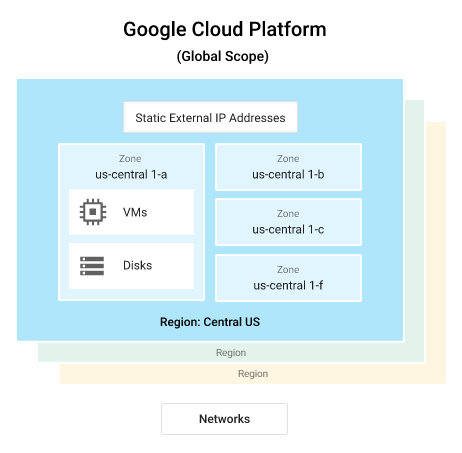 Google Cloud Platform
(Global Scope)
Static External IP Addresses
Zone
us-central 1-a
VMs
Disks
Zone
us-central 1-b
Zone
us-central 1-c
Zone
us-central 1-f
Region: Central US
Region
Region
Networks